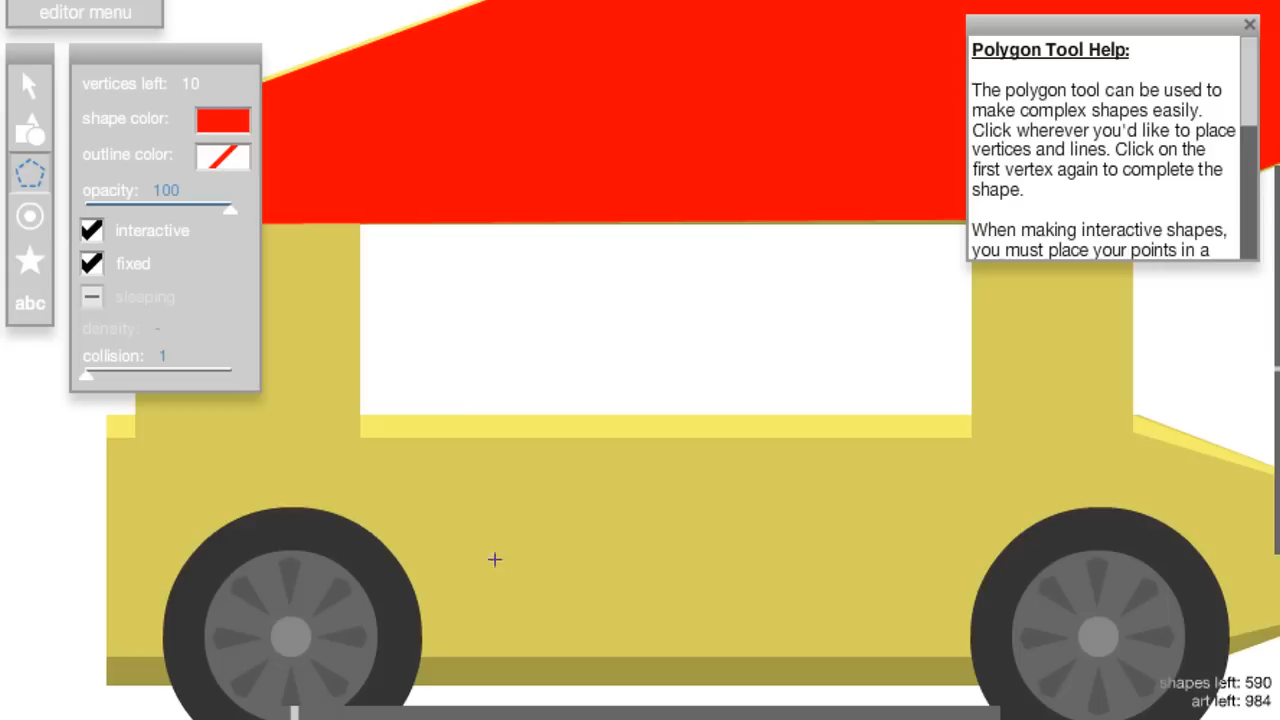 editor menu
vertices left: 10
shape color:
outline color:
opacity: 100
interactive
fixed
sleeping
density: -
collision: 1
abc
Polygon Tool Help:
The polygon tool can be used to
make complex shapes easily.
Click wherever you'd like to place
vertices and lines. Click on the
first vertex again to complete the
shape.
When making interactive shapes,
you must place your points in a
shapes left: 590
art left: 984